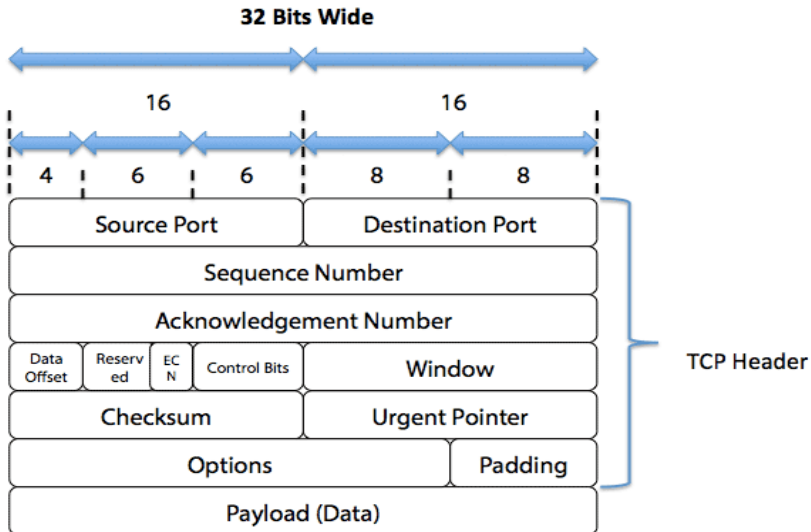 32 Bits Wide
16 16
4 6 6 8 8
Source Port Destination Port
Sequence Number
Acknowledgement Number
Data Offset Reserv ed EC N Control Bits Window
TCP Header
Checksum Urgent Pointer
Options Padding
Payload (Data)